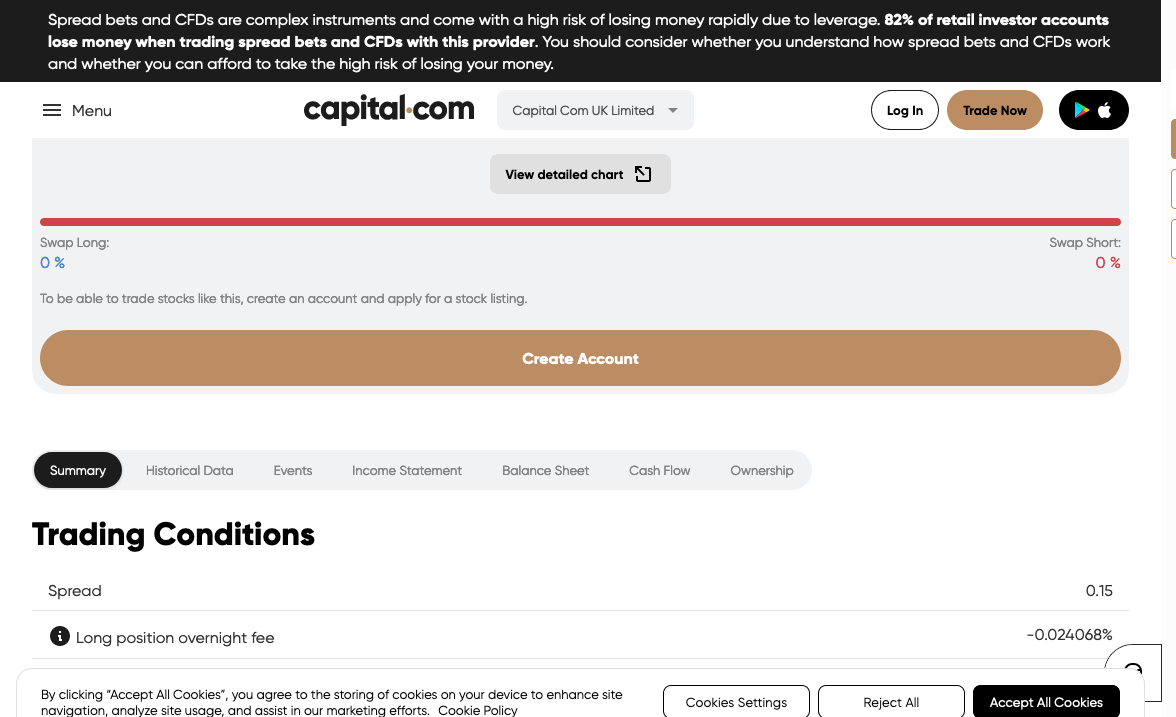 Spread bets and CFDs are complex instruments and come with a high risk of losing money rapidly due to leverage. 82% of retail investor accounts
lose money when trading spread bets and CFDs with this provider. You should consider whether you understand how spread bets and CFDs work
and whether you can afford to take the high risk of losing your money.
Menu
capital.com
Capital Com UK Limited
Log In
Trade Now
View detailed chart
Swap Long:
Swap Short:
0 %
0 %
To be able to trade stocks like this, create an account and apply for a stock listing.
Create Account
Summary
Historical Data
Events
Income Statement
Balance Sheet
Cash Flow
Ownership
Trading Conditions
Spread
0.15
Long position overnight fee
-0.024068%
By clicking “Accept All Cookies”, you agree to the storing of cookies on your device to enhance site
navigation, analyze site usage, and assist in our marketing efforts. Cookie Policy
Cookies Settings
Reject All
Accept All Cookies